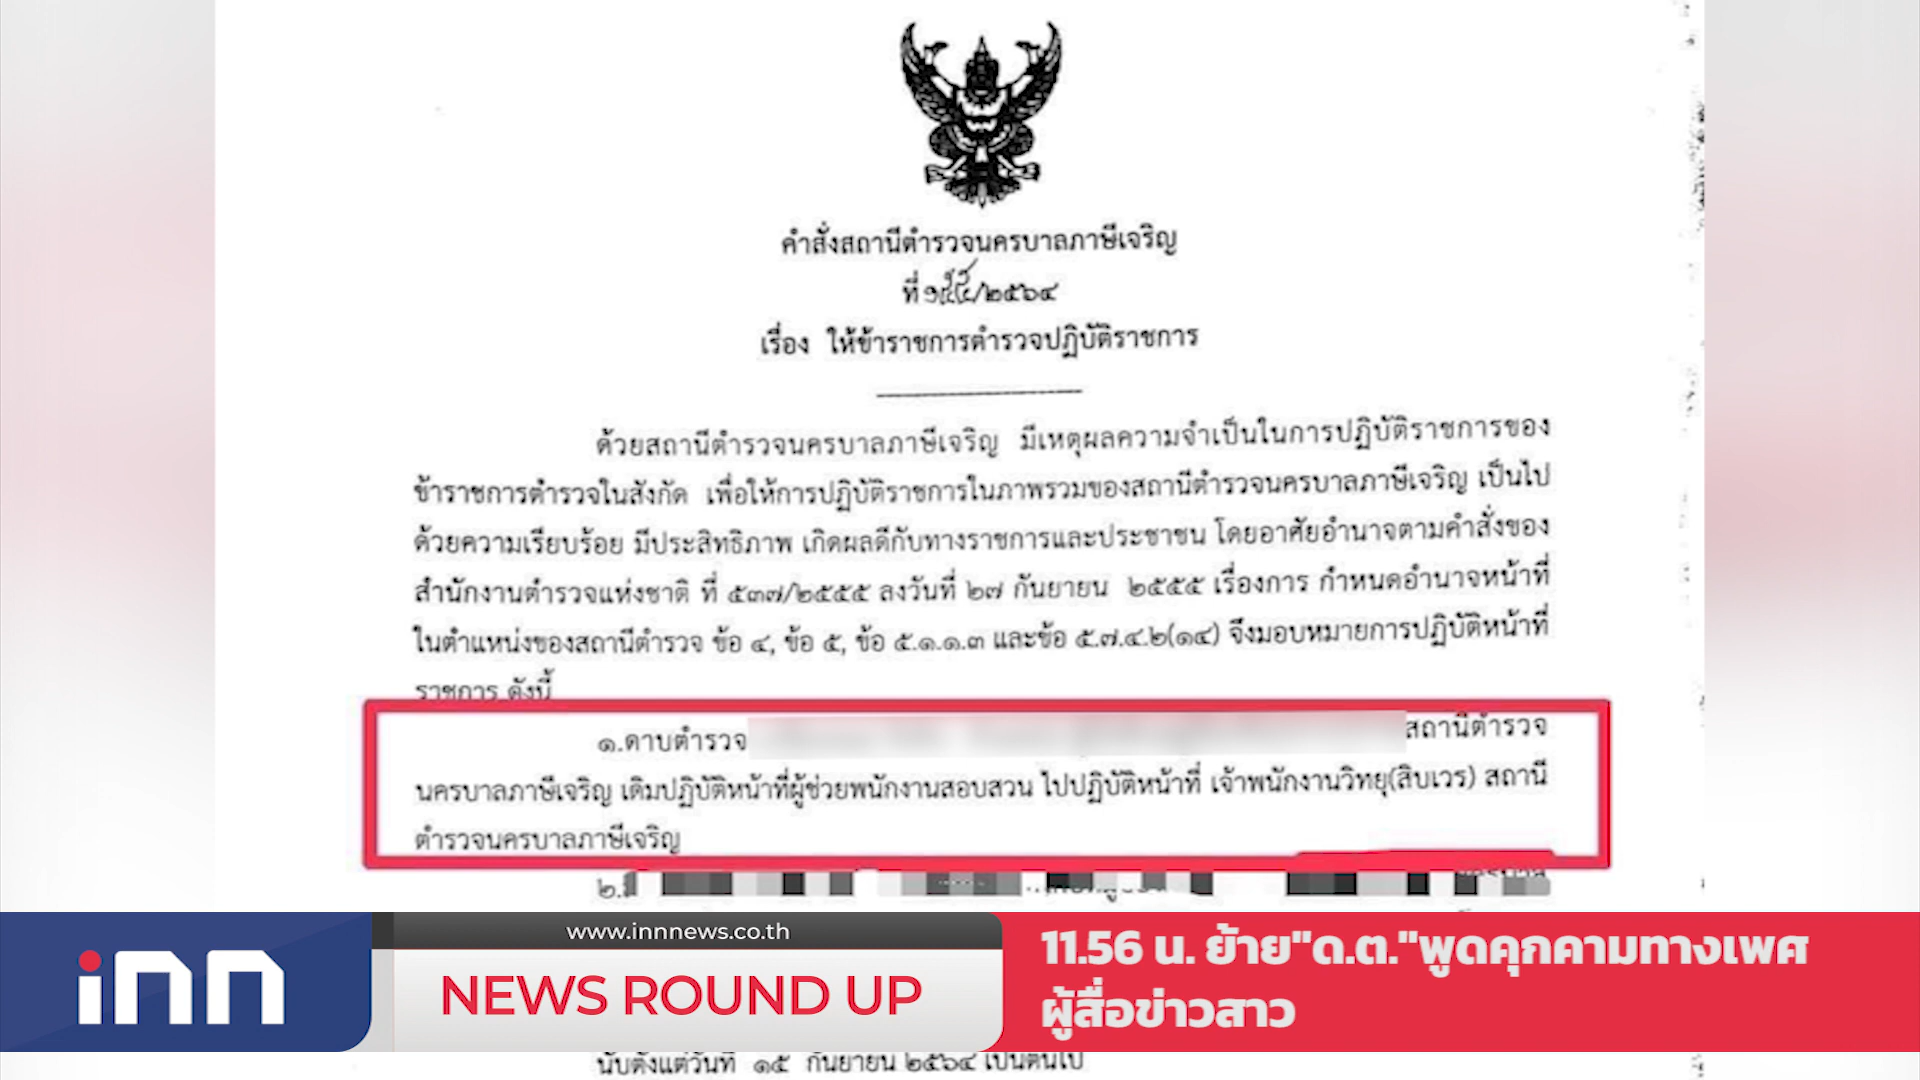 คำสั่งสถานีตำรวจนครบาลภาษีเจริญ
ที่ /๒๕๖๔
เรื่อง ให้ข้าราชการตำรวจปฏิบัติราชการ
ด้วยสถานีตำรวจนครบาลภาษีเจริญ มีเหตุผลความจำเป็นในการปฏิบัติราชการของ
ข้าราชการตำรวจในสังกัด เพื่อให้การปฏิบัติราชการในภาพรวมของสถานีตำรวจนครบาลภาษีเจริญ เป็นไป
ด้วยความเรียบร้อย มีประสิทธิภาพ เกิดผลดีกับทางราชการและประชาชน โดยอาศัยอำนาจตามคำสั่งของ
สำนักงานตำรวจแห่งชาติ ที่ ๕๓๗/๒๕๕๕ ลงวันที่ ๒๗ กันยายน ๒๕๕๕ เรื่องการ กำหนดอำนาจหน้าที่
ในตำแหน่งของสถานีตำรวจ ข้อ ๔, ข้อ ๕, ข้อ ๕.๑.๑.๓ และข้อ ๕.๗.๔.๒(๑๔) จึงมอบหมายการปฏิบัติหน้าที่
ราชการ ดังนี้
๑.ดาบตำรวจ สถานีตำรวจ
นครบาลภาษีเจริญ เดิมปฏิบัติหน้าที่ผู้ช่วยพนักงานสอบสวน ไปปฏิบัติหน้าที่ เจ้าพนักงานวิทยุ(สิบเวร) สถานี
ตำรวจนครบาลภาษีเจริญ
๒.
www.innnews.co.th
inn
NEWS ROUND UP
11.56 น. ย้าย"ด.ต."พูดคุกคามทางเพศ
ผู้สื่อข่าวสาว
นับตั้งแต่วันที่ ๑๕ กันยายน ๒๕๖๔ เป็นต้นไป